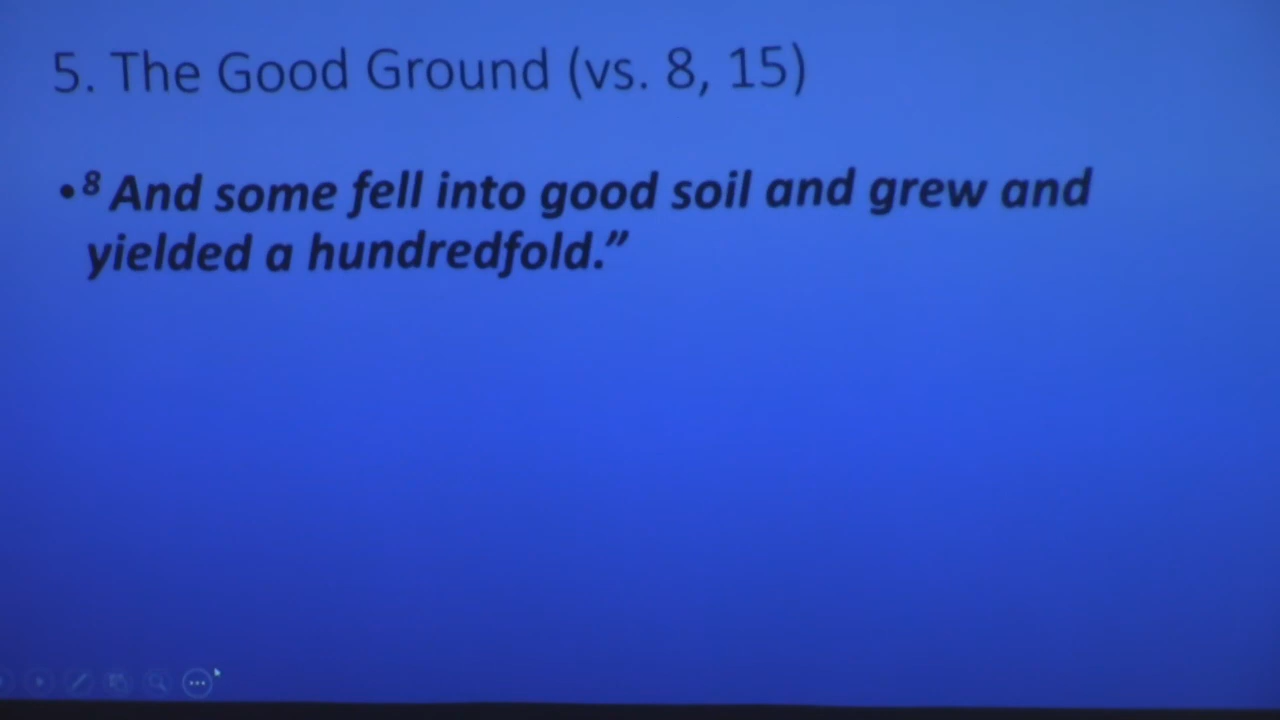 5. The Good Ground (vs. 8, 15)
•⁸ And some fell into good soil and grew and
yielded a hundredfold.”